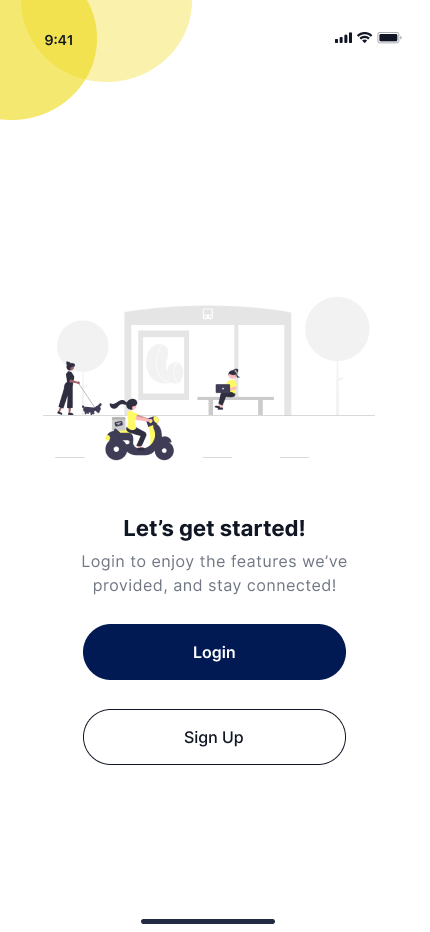 9:41
Let’s get started!
Login to enjoy the features we’ve
provided, and stay connected!
Login
Sign Up